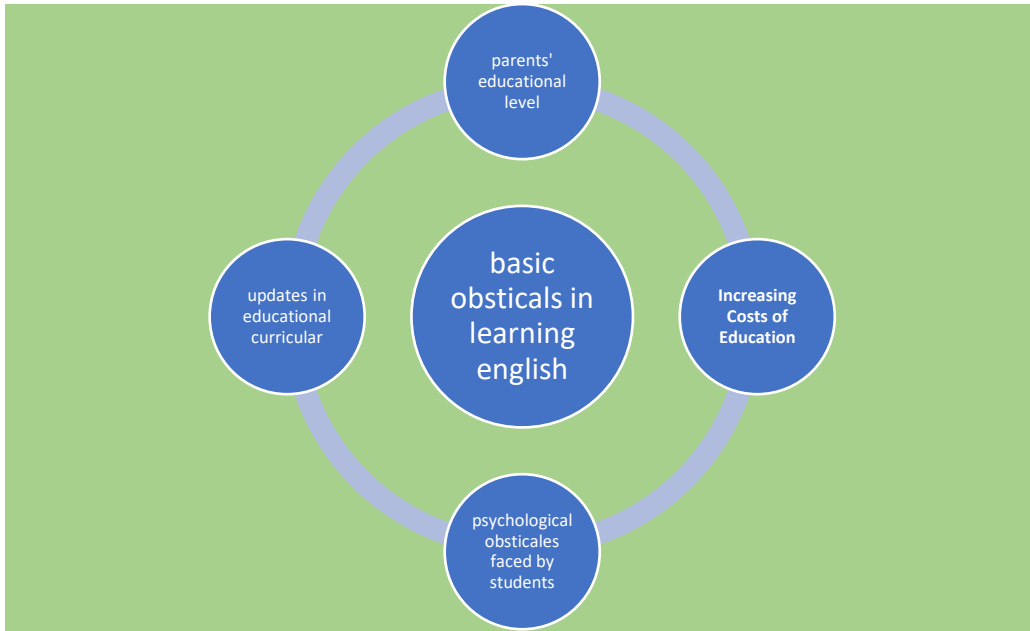 parents'
educational
level
basic
obsticals in
learning
english
Increasing
Costs of
Education
psychological
obsticales
faced by
students
updates in
educational
curricular